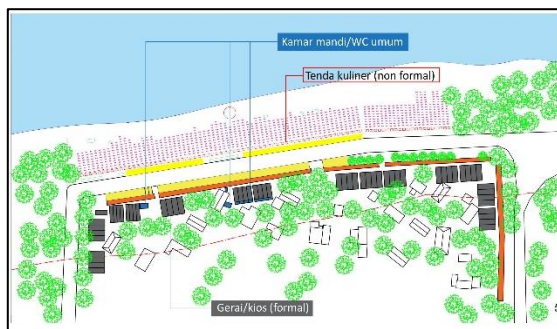 Kamar mandi/WC umum
Tenda kuliner (non formal)
Gerai/kios (formal)